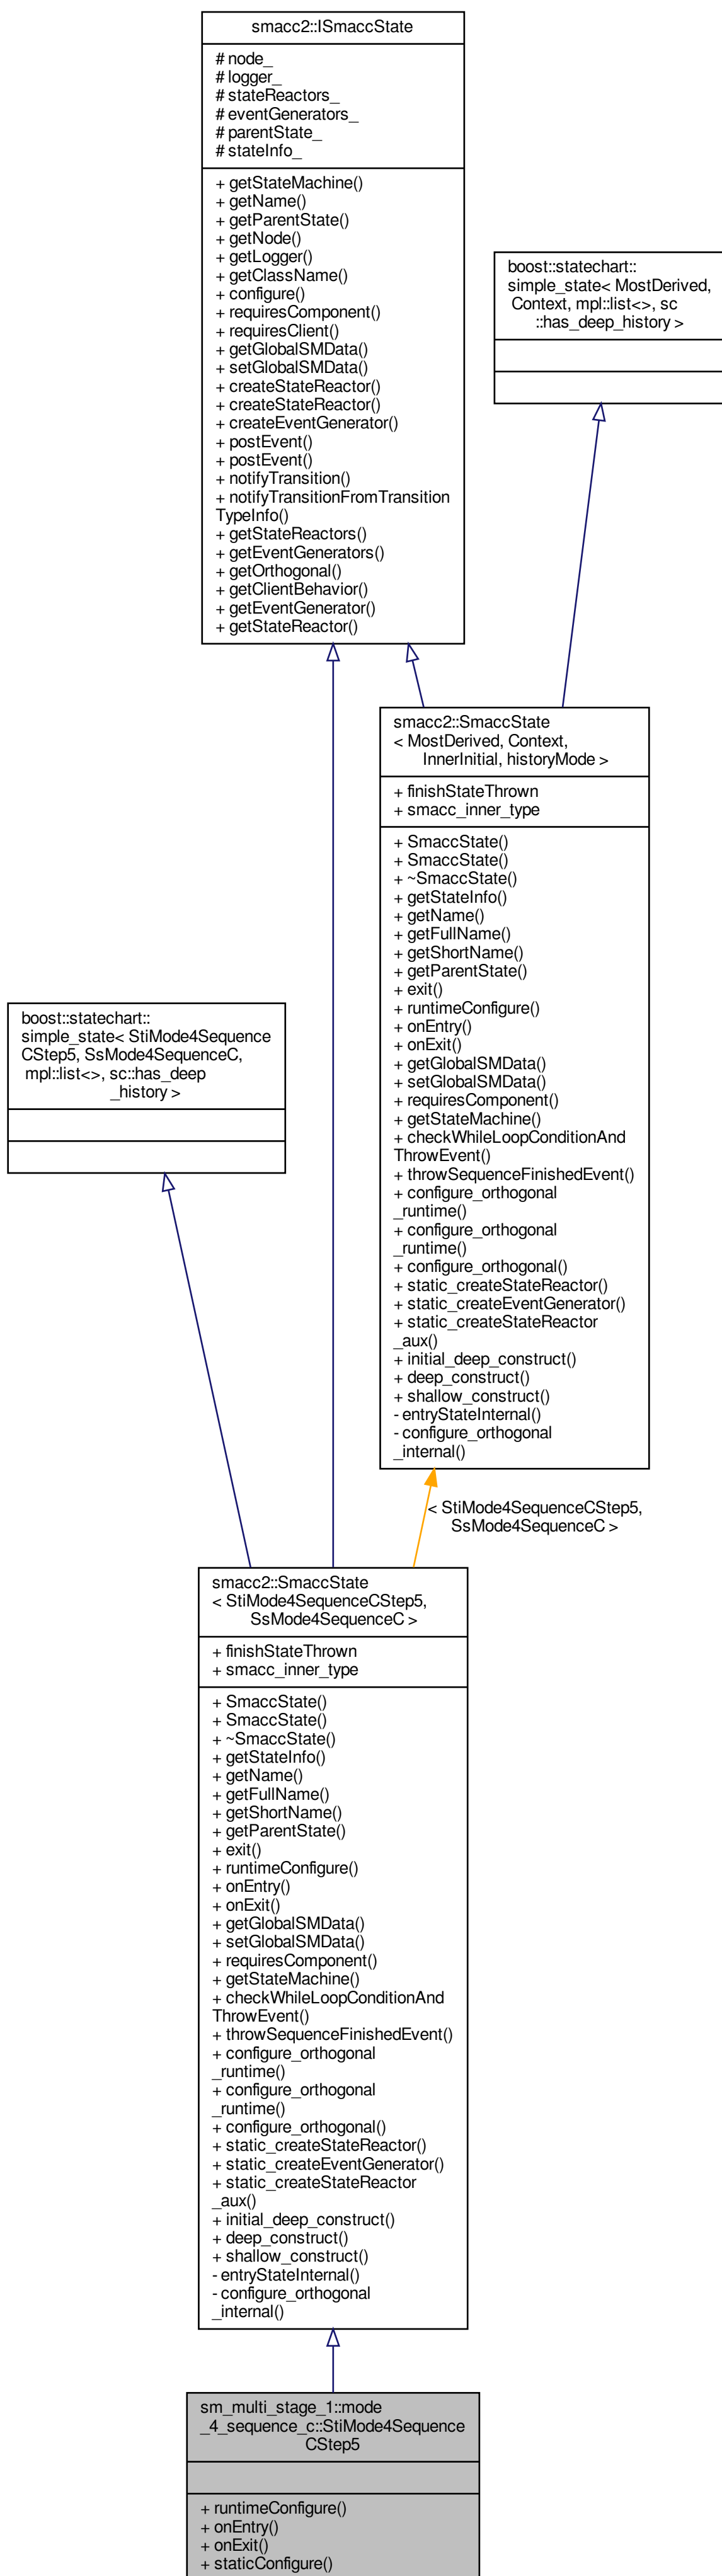 smacc2::ISmaccState
# node_
# logger_
# stateReactors_
# eventGenerators_
# parentState_
# stateInfo_
+ getStateMachine()
+ getName()
+ getParentState()
+ getNode()
+ getLogger()
+ getClassName()
+ configure()
+ requiresComponent()
+ requiresClient()
+ getGlobalSMData()
+ setGlobalSMData()
+ createStateReactor()
+ createStateReactor()
+ createEventGenerator()
+ postEvent()
+ postEvent()
+ notifyTransition()
+ notifyTransitionFromTransition
TypeInfo()
+ getStateReactors()
+ getEventGenerators()
+ getOrthogonal()
+ getClientBehavior()
+ getEventGenerator()
+ getStateReactor()
boost::statechart::
simple_state< MostDerived,
Context, mpl::list<>, sc
::has_deep_history >
smacc2::SmaccState
< MostDerived, Context,
InnerInitial, historyMode >
+ finishStateThrown
+ smacc_inner_type
+ SmaccState()
+ SmaccState()
+ ~SmaccState()
+ getStateInfo()
+ getName()
+ getFullName()
+ getShortName()
+ getParentState()
+ exit()
+ runtimeConfigure()
+ onEntry()
+ onExit()
+ getGlobalSMData()
+ setGlobalSMData()
+ requiresComponent()
+ getStateMachine()
+ checkWhileLoopConditionAnd
ThrowEvent()
+ throwSequenceFinishedEvent()
+ configure_orthogonal
_runtime()
+ configure_orthogonal
_runtime()
+ configure_orthogonal()
+ static_createStateReactor()
+ static_createEventGenerator()
+ static_createStateReactor
_aux()
+ initial_deep_construct()
+ deep_construct()
+ shallow_construct()
- entryStateInternal()
- configure_orthogonal
_internal()
boost::statechart::
simple_state< StiMode4Sequence
CStep5, SsMode4SequenceC,
mpl::list<>, sc::has_deep
_history >
< StiMode4SequenceCStep5,
SsMode4SequenceC >
smacc2::SmaccState
< StiMode4SequenceCStep5,
SsMode4SequenceC >
+ finishStateThrown
+ smacc_inner_type
+ SmaccState()
+ SmaccState()
+ ~SmaccState()
+ getStateInfo()
+ getName()
+ getFullName()
+ getShortName()
+ getParentState()
+ exit()
+ runtimeConfigure()
+ onEntry()
+ onExit()
+ getGlobalSMData()
+ setGlobalSMData()
+ requiresComponent()
+ getStateMachine()
+ checkWhileLoopConditionAnd
ThrowEvent()
+ throwSequenceFinishedEvent()
+ configure_orthogonal
_runtime()
+ configure_orthogonal
_runtime()
+ configure_orthogonal()
+ static_createStateReactor()
+ static_createEventGenerator()
+ static_createStateReactor
_aux()
+ initial_deep_construct()
+ deep_construct()
+ shallow_construct()
- entryStateInternal()
- configure_orthogonal
_internal()
sm_multi_stage_1::mode
_4_sequence_c::StiMode4Sequence
CStep5
+ runtimeConfigure()
+ onEntry()
+ onExit()
+ staticConfigure()